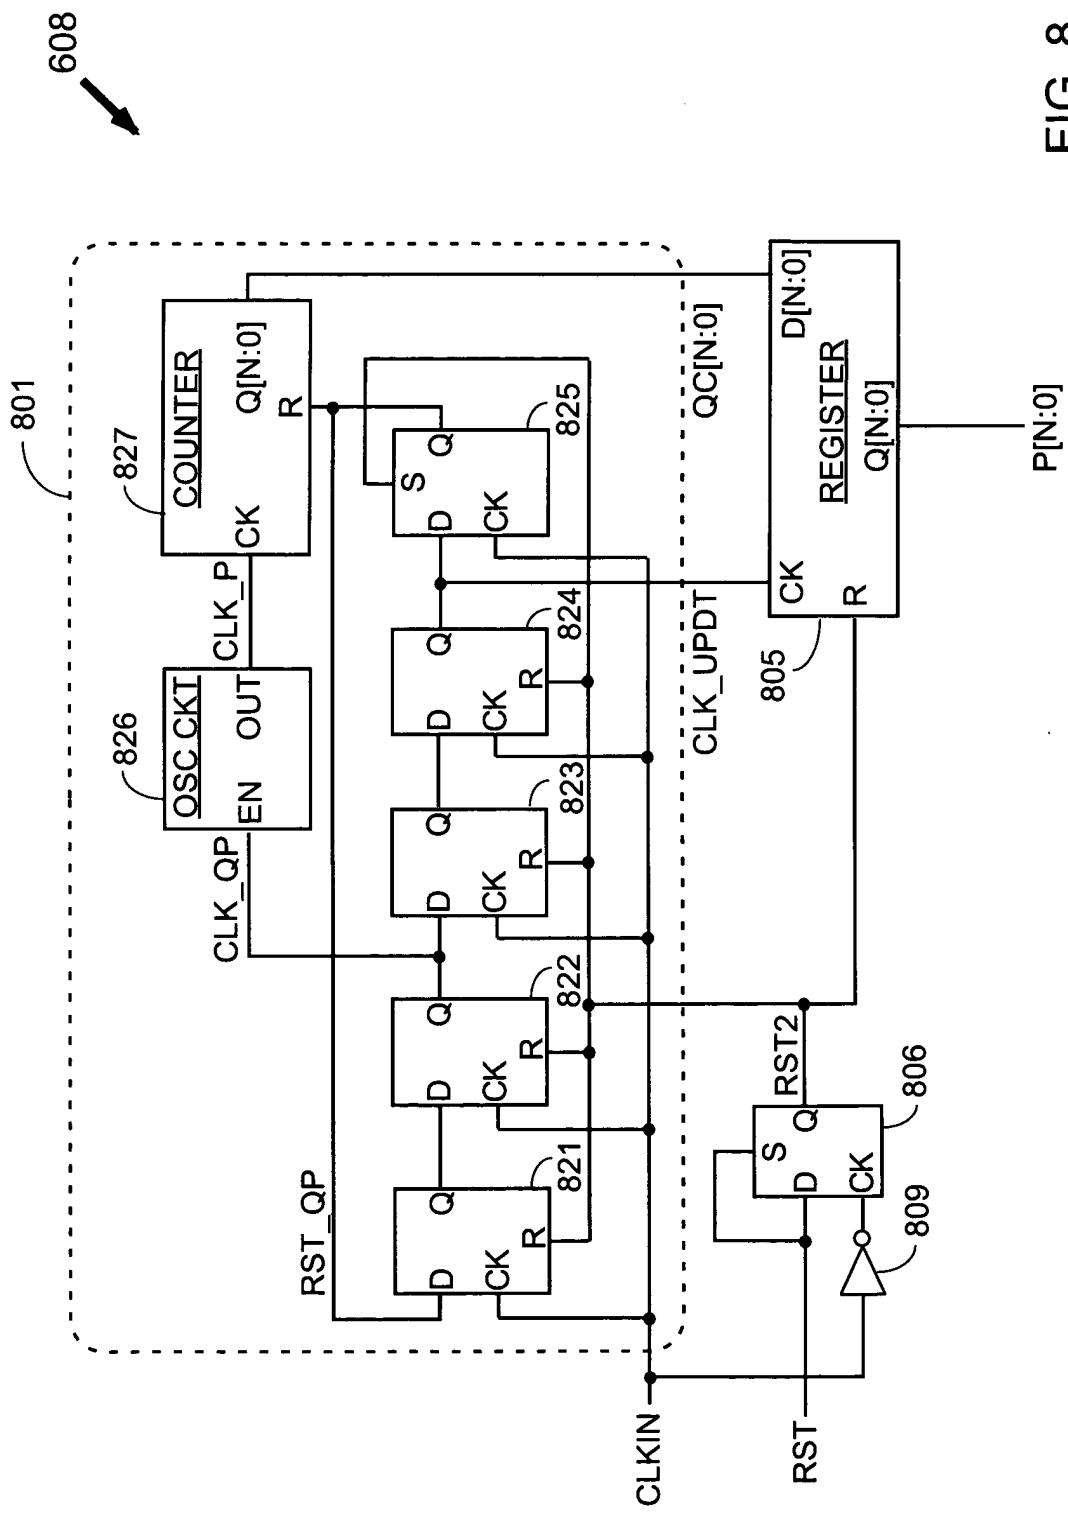 608
801
827
COUNTER
CK
Q[N:0]
R
CLK_P
826
OSC CKT
EN
OUT
CLK_QP
RST_QP
D
Q
CK
R
821
D
Q
CK
R
822
D
Q
CK
R
823
D
Q
CK
R
824
S
D
Q
CK
825
CLK_UPDT
QC[N:0]
CLKIN
RST
809
S
D
Q
CK
806
RST2
805
CK
R
REGISTER
D[N:0]
Q[N:0]
P[N:0]
FIG. 8